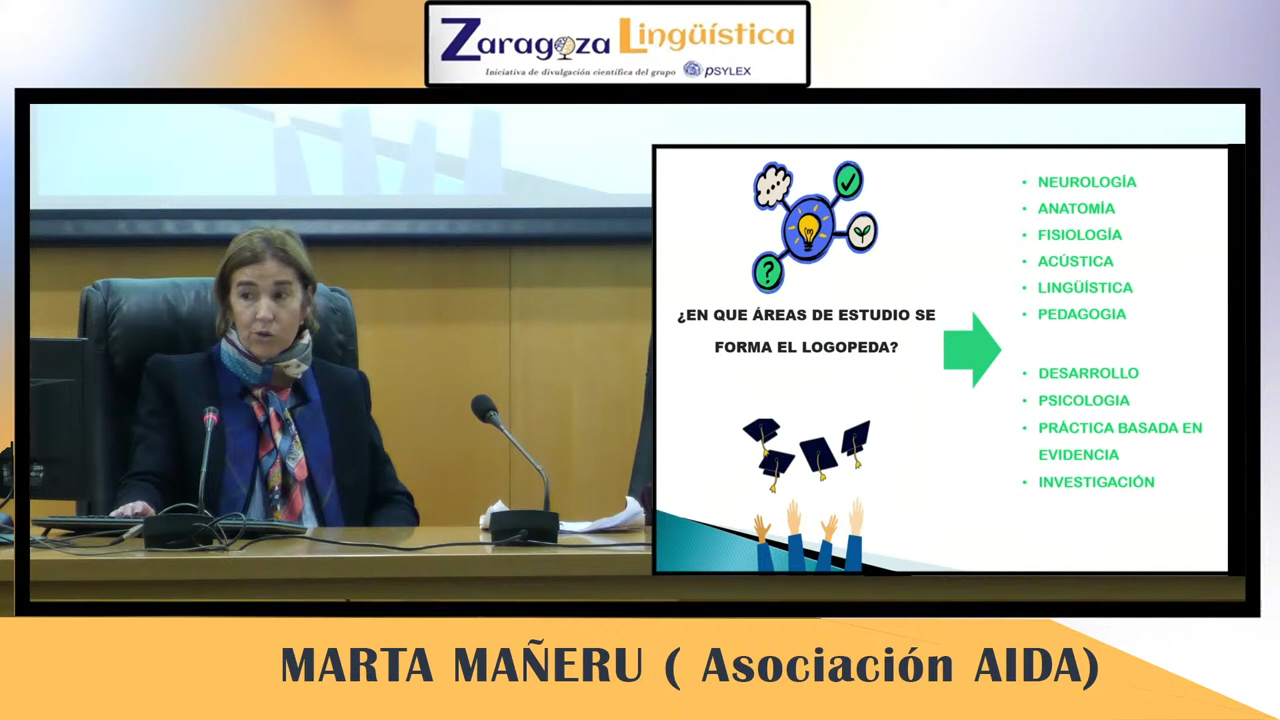 Zaragoza Lingüística
Iniciativa de divulgación científica del grupo PSYLEX
¿EN QUE ÁREAS DE ESTUDIO SE
FORMA EL LOGOPEDA?
• NEUROLOGÍA
• ANATOMÍA
• FISIOLOGÍA
• ACÚSTICA
• LINGÜÍSTICA
• PEDAGOGIA
• DESARROLLO
• PSICOLOGIA
• PRÁCTICA BASADA EN
EVIDENCIA
• INVESTIGACIÓN
MARTA MAÑERU ( Asociación AIDA)